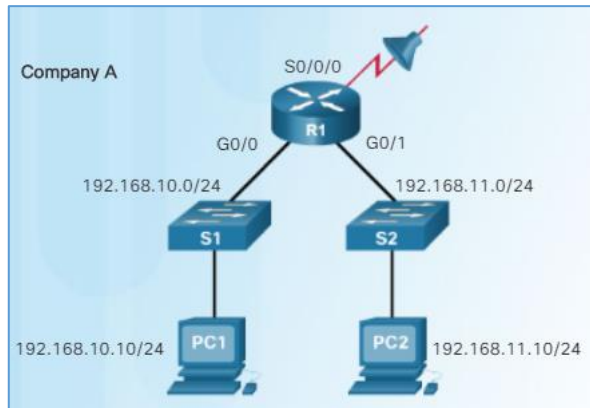 Company A
S0/0/0
R1
G0/0
G0/1
192.168.10.0/24
192.168.11.0/24
S1
S2
192.168.10.10/24
PC1
PC2
192.168.11.10/24